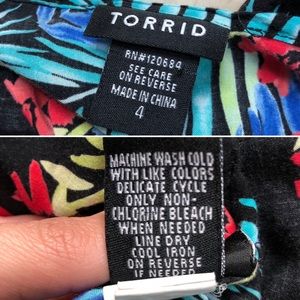 TORRID
RN#120684
SEE CARE
ON REVERSE
MADE IN CHINA
4
MACHINE WASH COLD
WITH LIKE COLORS
DELICATE CYCLE
ONLY NON-
CHLORINE BLEACH
WHEN NEEDED
LINE DRY
COOL IRON
ON REVERSE
IF NEEDED